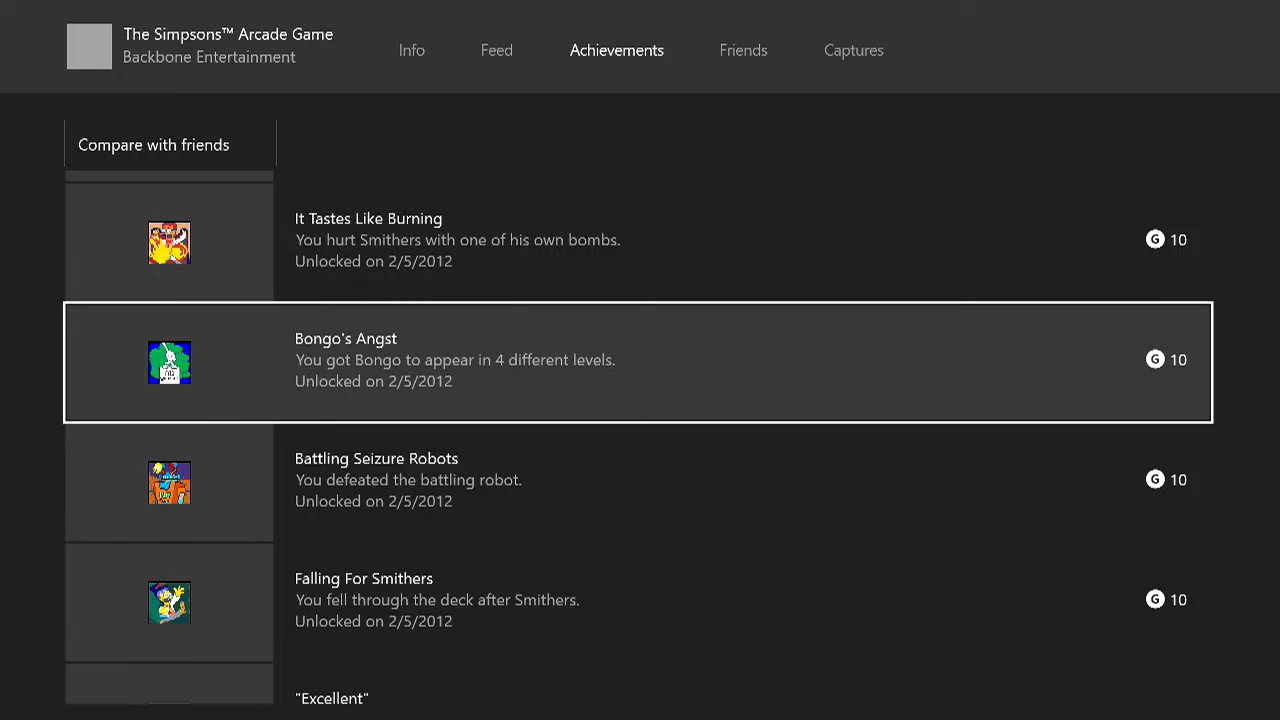 The Simpsons™ Arcade Game
Backbone Entertainment
Info
Feed
Achievements
Friends
Captures
Compare with friends
It Tastes Like Burning
You hurt Smithers with one of his own bombs.
Unlocked on 2/5/2012
G 10
Bongo's Angst
You got Bongo to appear in 4 different levels.
Unlocked on 2/5/2012
G 10
Battling Seizure Robots
You defeated the battling robot.
Unlocked on 2/5/2012
G 10
Falling For Smithers
You fell through the deck after Smithers.
Unlocked on 2/5/2012
G 10
"Excellent"